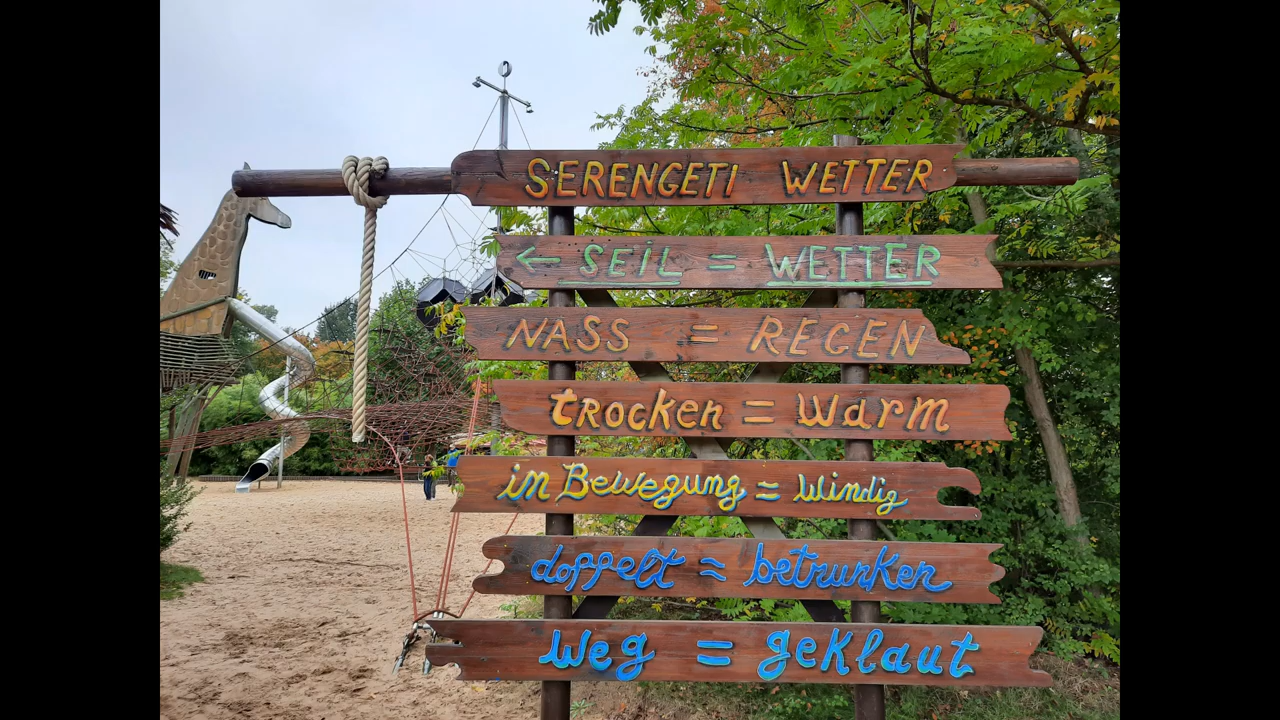 SERENGETI WETTER
← SEIL = WETTER
NASS = REGEN
trocken = Warm
in Bewegung = Windig
doppelt = betrunken
Weg = geklaut